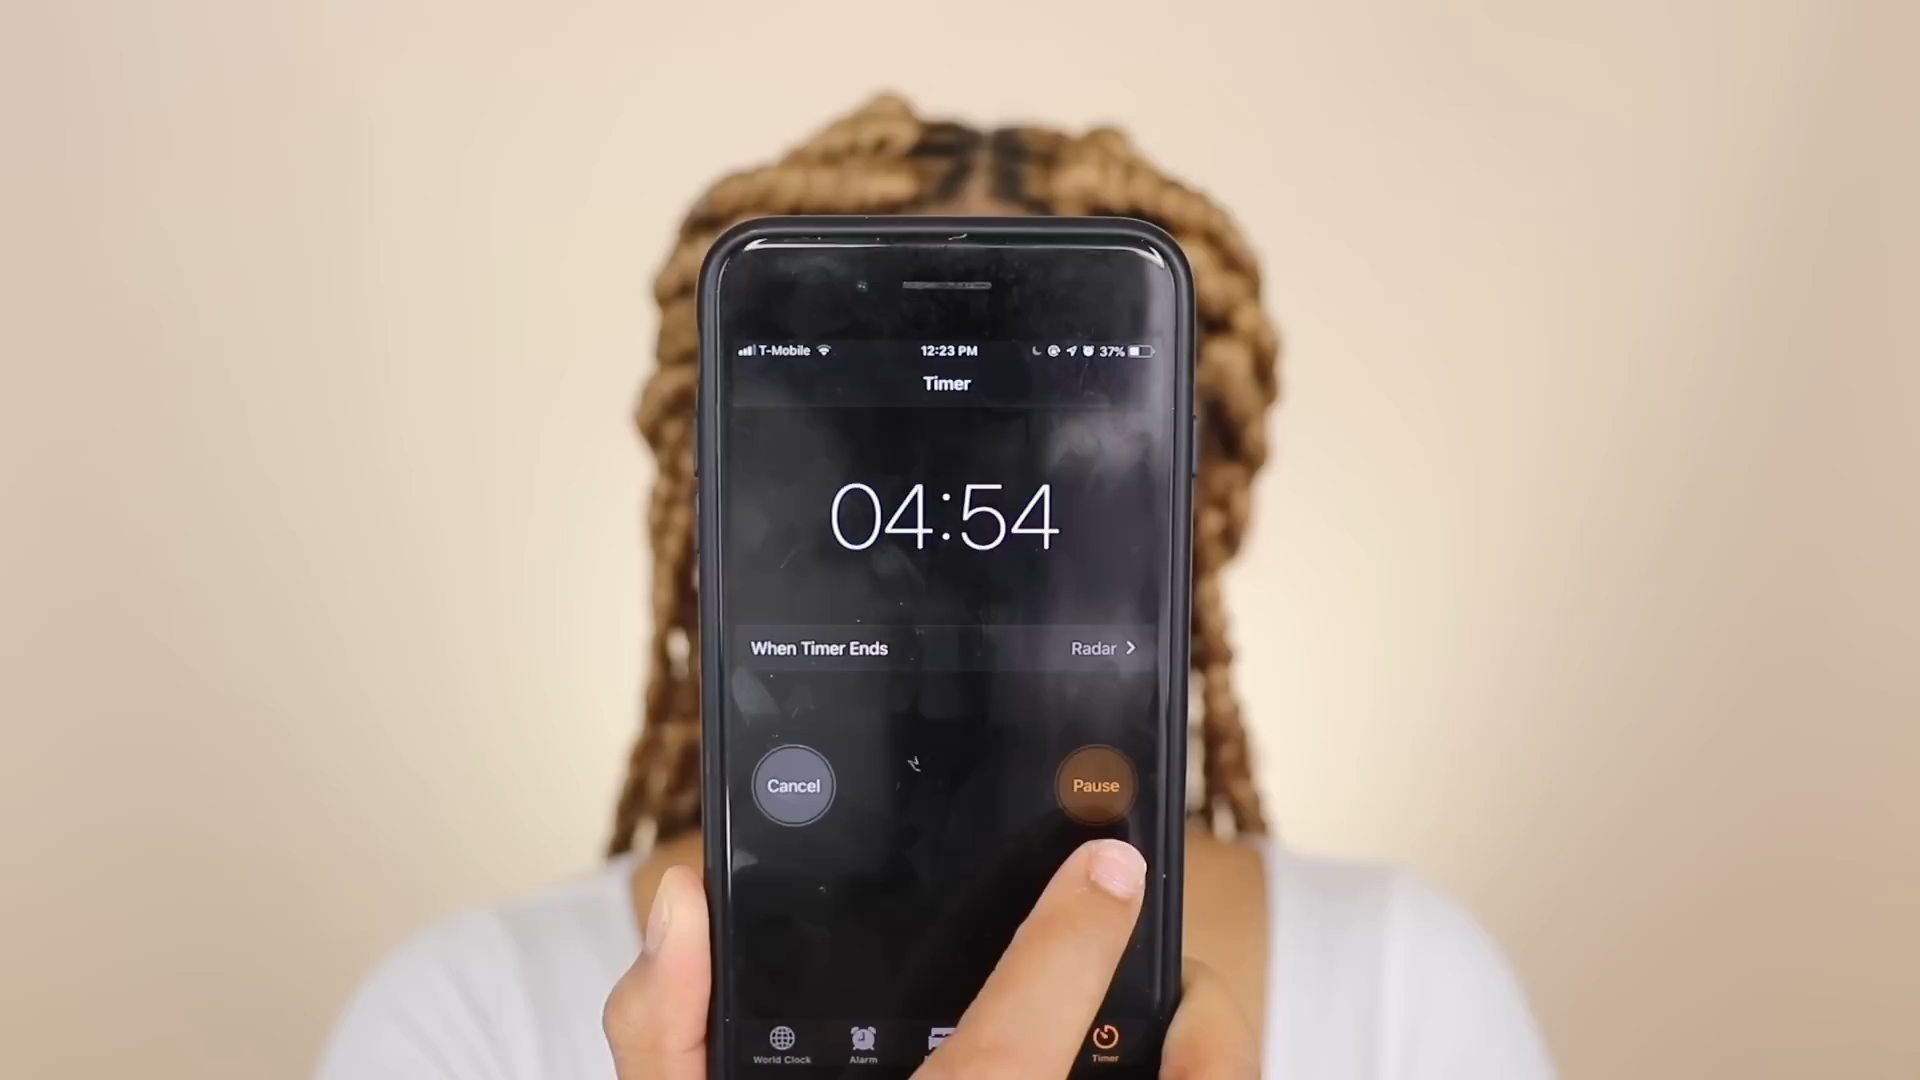 T-Mobile 12:23 PM 37%
Timer
04:54
When Timer Ends Radar
Cancel Pause
World Clock Alarm Timer